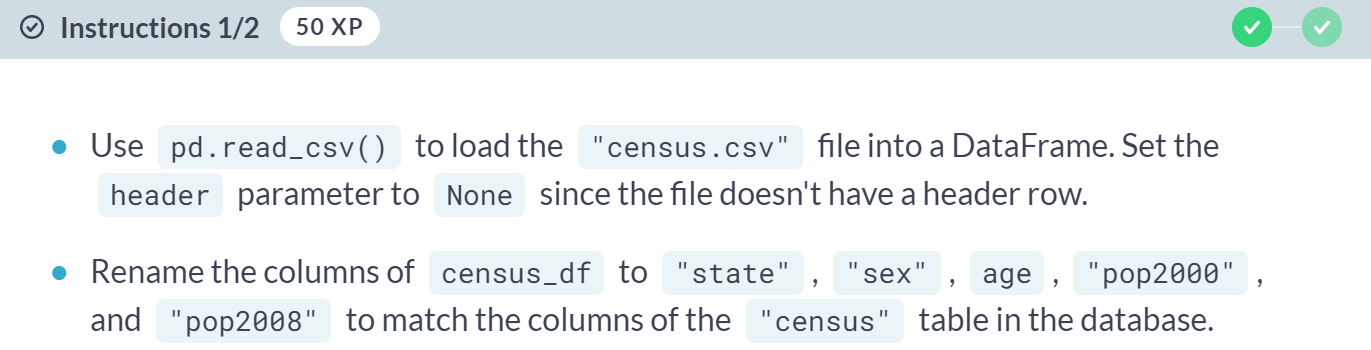 Instructions 1/2 50 XP
Use pd.read_csv() to load the "census.csv" file into a DataFrame. Set the
header parameter to None since the file doesn't have a header row.
Rename the columns of census_df to "state" , "sex" , age , "pop2000" ,
and "pop2008" to match the columns of the "census" table in the database.